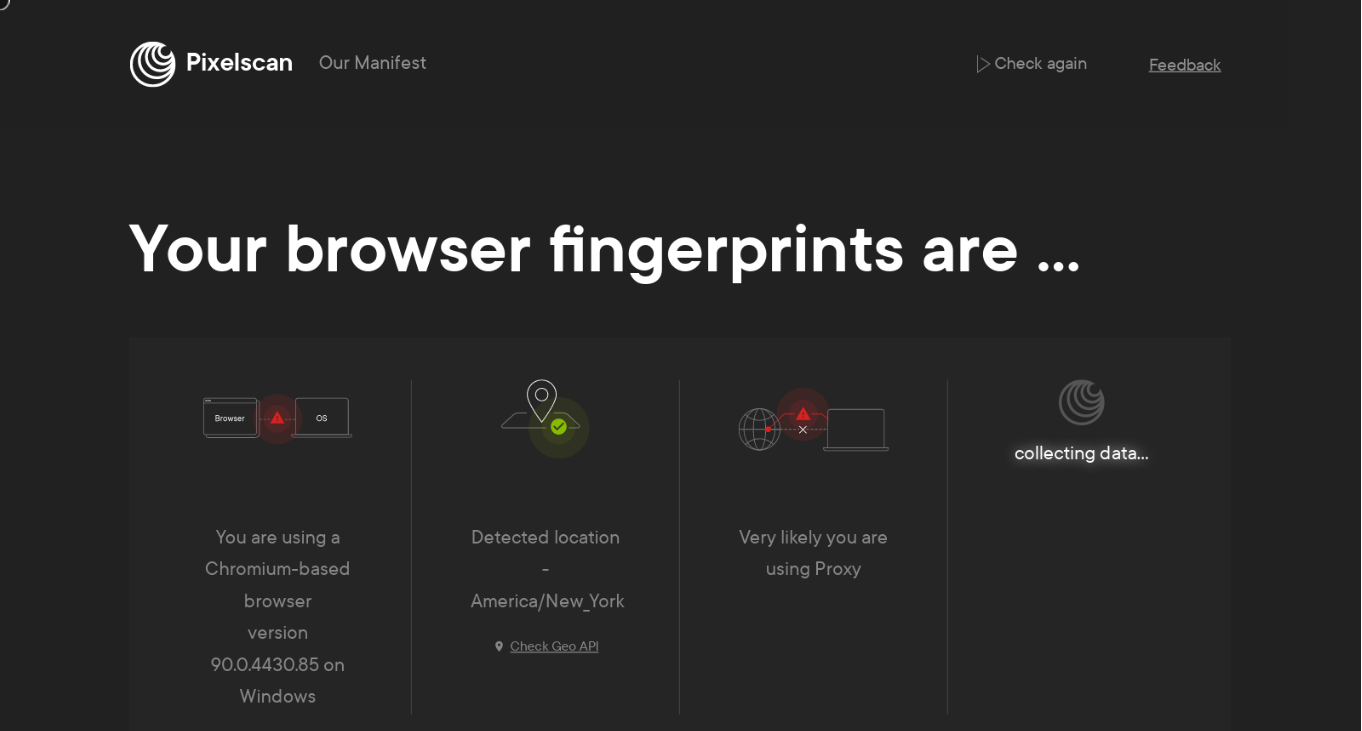 Pixelscan
Our Manifest
Check again
Feedback
Your browser fingerprints are ...
Browser
OS
You are using a
Chromium-based
browser
version
90.0.4430.85 on
Windows
Detected location
-
America/New_York
Check Geo API
Very likely you are
using Proxy
collecting data...